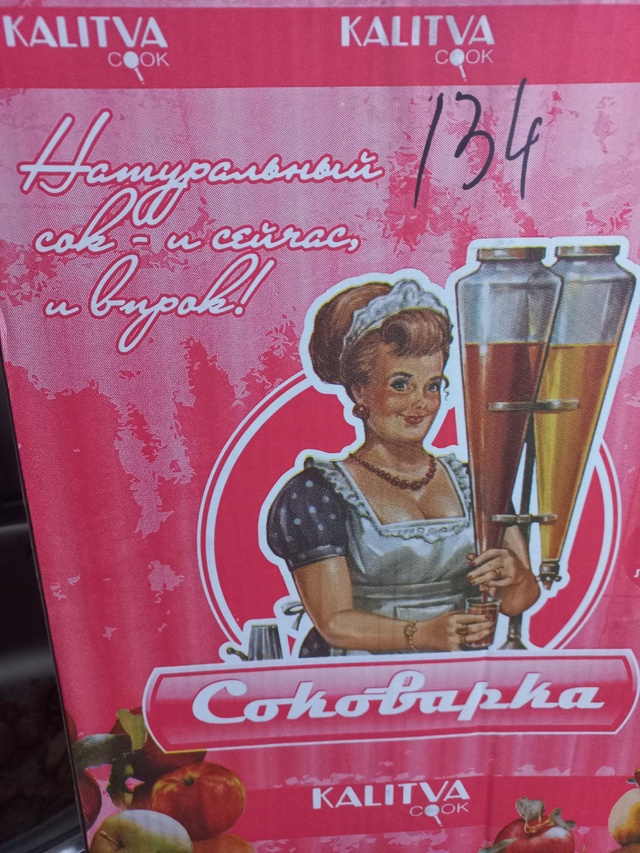 KALITVA
COOK
KALITVA
COOK
134
Натуральный
сок - и сейчас,
и впрок!
Соковарка
KALITVA
COOK